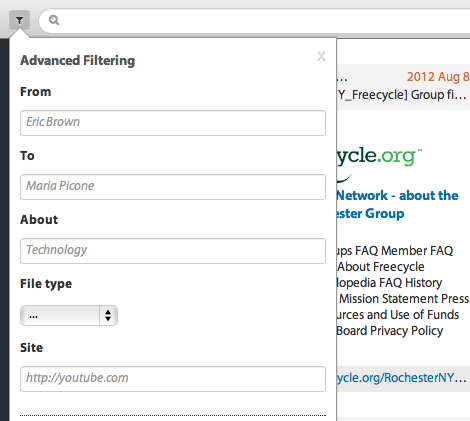 Advanced Filtering
X
From
Eric Brown
To
Maria Picone
About
Technology
File type
...
Site
http://youtube.com
... 2012 Aug 8
Y_Freecycle] Group fi...
ycle.org™
Network - about the
ester Group
ups FAQ Member FAQ
About Freecycle
lopedia FAQ History
Mission Statement Press
urces and Use of Funds
Board Privacy Policy
ycle.org/RochesterNY...